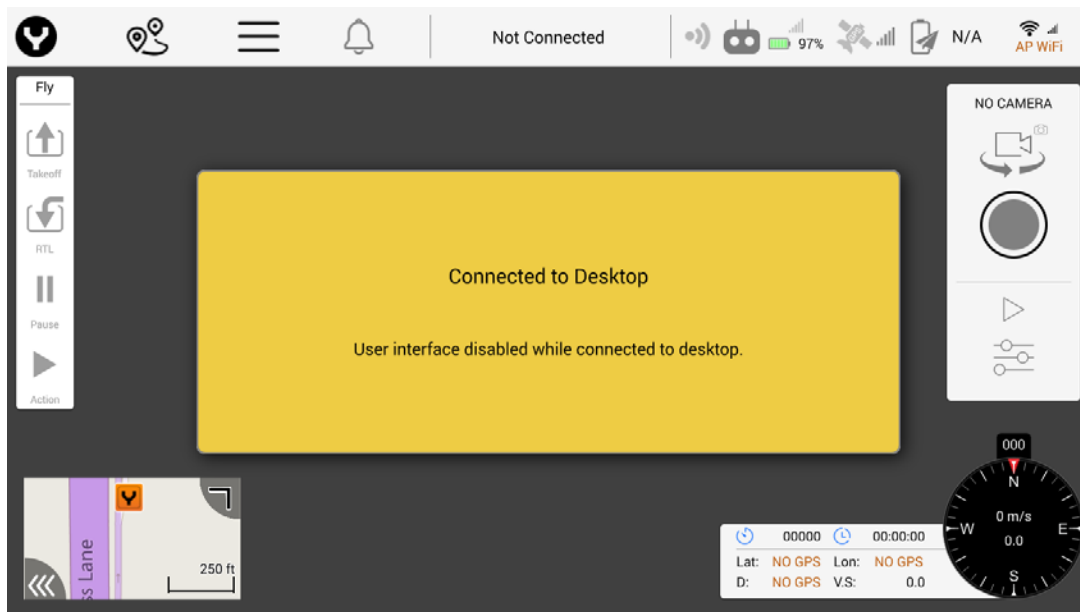 Not Connected
97%
N/A
AP WiFi
Fly
Takeoff
RTL
Pause
Action
NO CAMERA
Connected to Desktop
User interface disabled while connected to desktop.
ss Lane
250 ft
00000 00:00:00
Lat: NO GPS Lon: NO GPS
D: NO GPS V.S: 0.0
000
N
W E
S
0 m/s
0.0